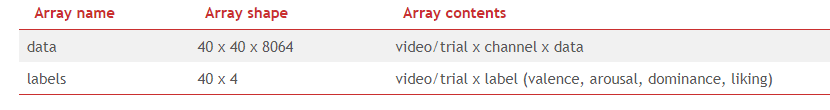 Array name Array shape Array contents
data 40 x 40 x 8064 video/trial x channel x data
labels 40 x 4 video/trial x label (valence, arousal, dominance, liking)